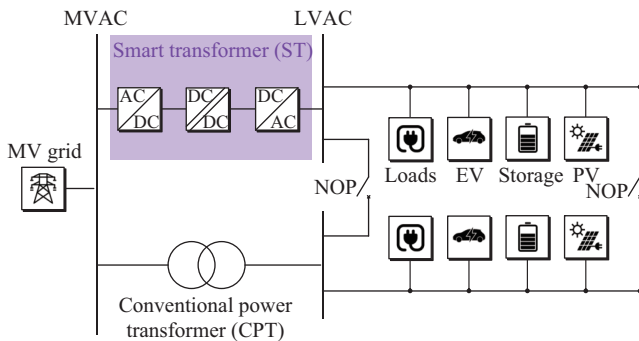 MVAC
LVAC
Smart transformer (ST)
AC
DC
DC
DC
DC
AC
MV grid
NOP
Loads
EV
Storage
PV
NOP
Conventional power
transformer (CPT)